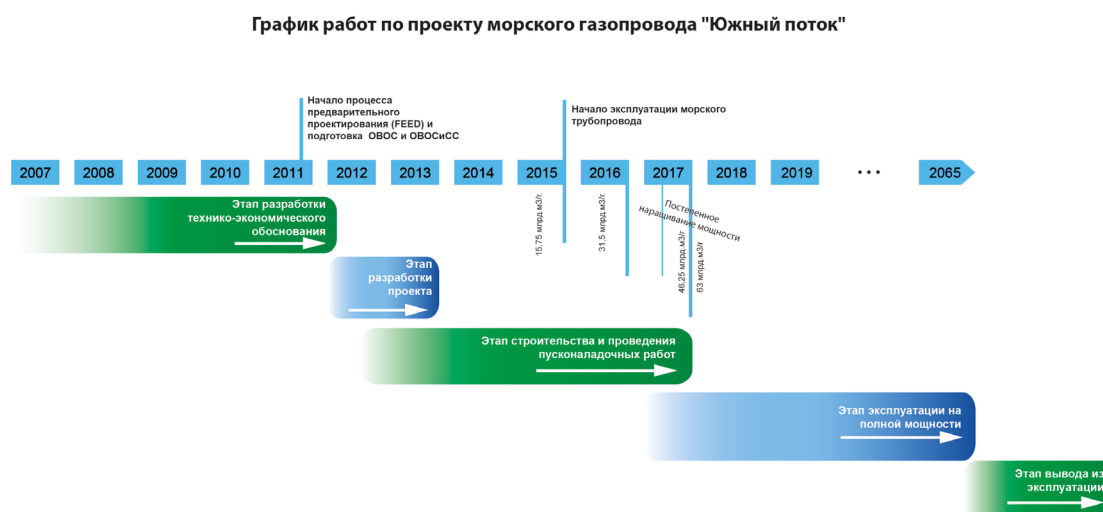 График работ по проекту морского газопровода "Южный поток"
Начало процесса
предварительного
проектирования (FEED) и
подготовка ОВОС и ОВОСиСС
Начало эксплуатации морского
трубопровода
2007 2008 2009 2010 2011 2012 2013 2014 2015 2016 2017 2018 2019 ... 2065
15,75 млрд.м3/г.
31,5 млрд.м3/г.
Постепенное
наращивание мощности
46,25 млрд м3/г
63 млрд м3/г
Этап разработки
технико-экономического
обоснования
Этап
разработки
проекта
Этап строительства и проведения
пусконаладочных работ
Этап эксплуатации на
полной мощности
Этап вывода из
эксплуатации